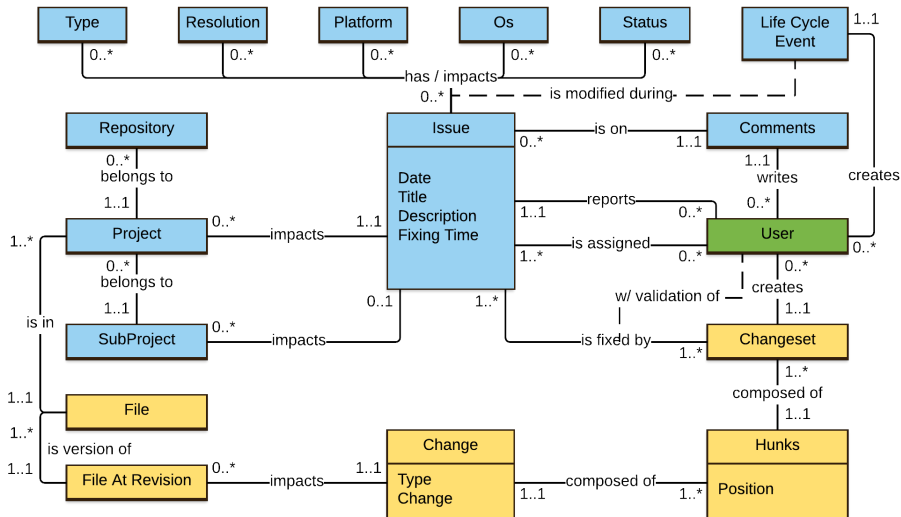 Type
Resolution
Platform
Os
Status
Life Cycle
Event
1..1
0..*
0..*
0..*
0..*
0..*
has / impacts
0..*
is modified during
Repository
Issue
Comments
0..*
is on
1..1
0..*
belongs to
1..1
1..1
writes
0..*
creates
Date
Title
Description
Fixing Time
reports
1..1
0..*
Project
0..*
impacts
1..1
1..*
User
is assigned
1..*
0..*
0..*
0..*
belongs to
1..1
0..*
creates
1..1
w/ validation of
0..1
1..*
is in
SubProject
0..*
impacts
is fixed by
1..*
Changeset
1..*
composed of
1..1
1..1
File
1..*
is version of
1..1
File At Revision
0..*
impacts
1..1
Change
Type
Change
composed of
1..1
1..*
Hunks
Position